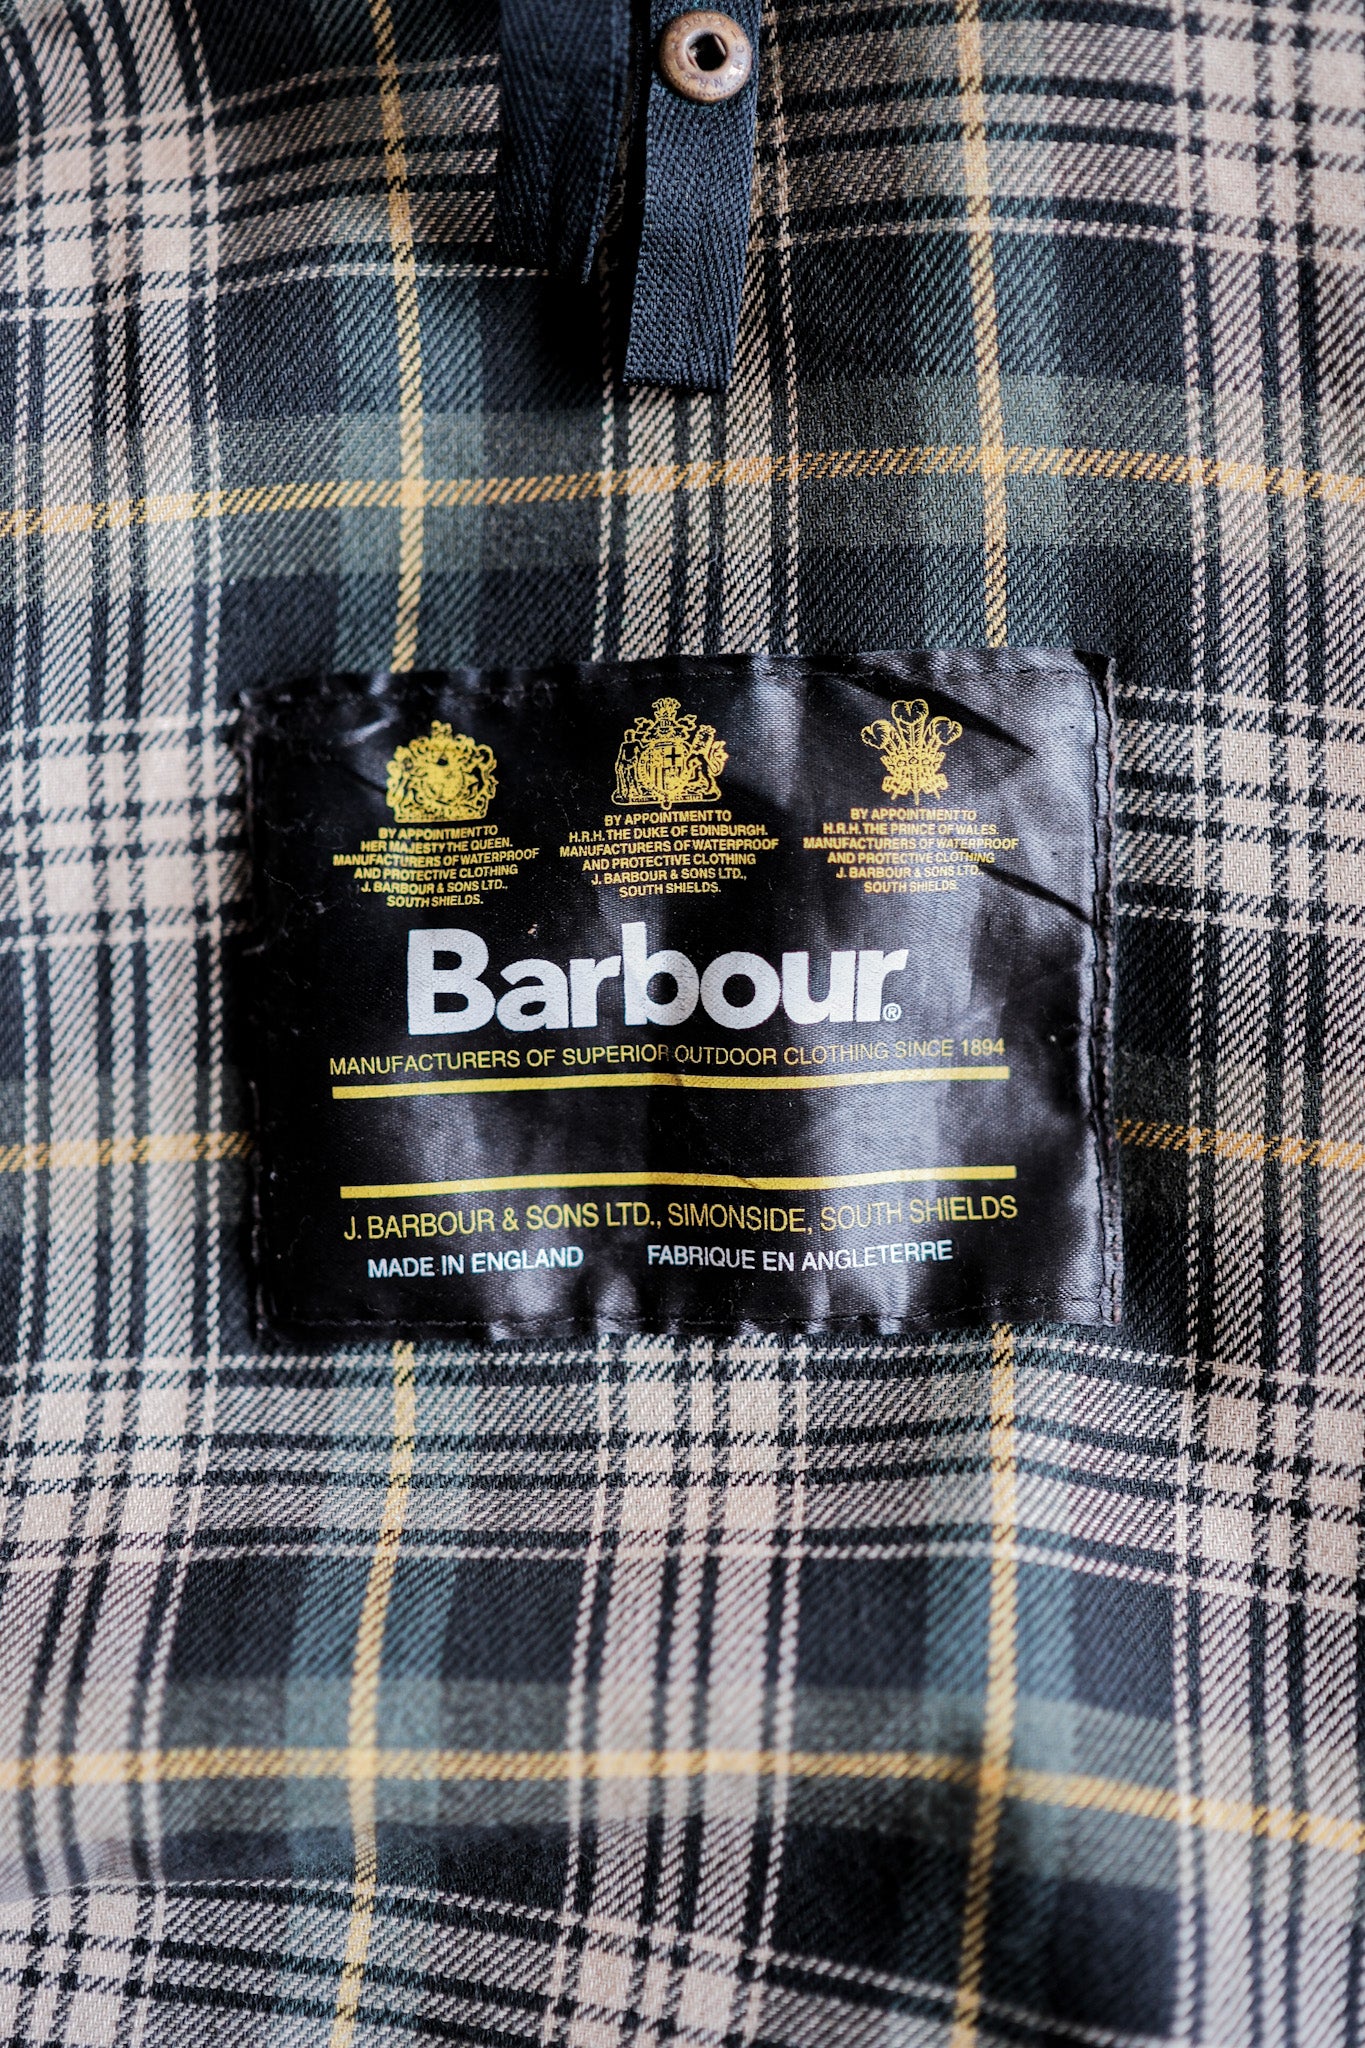 BY APPOINTMENT TO
HER MAJESTY THE QUEEN.
MANUFACTURERS OF WATERPROOF
AND PROTECTIVE CLOTHING
J. BARBOUR & SONS LTD.,
SOUTH SHIELDS.
BY APPOINTMENT TO
H.R.H. THE DUKE OF EDINBURGH.
MANUFACTURERS OF WATERPROOF
AND PROTECTIVE CLOTHING
J. BARBOUR & SONS LTD.,
SOUTH SHIELDS.
BY APPOINTMENT TO
H.R.H. THE PRINCE OF WALES.
MANUFACTURERS OF WATERPROOF
AND PROTECTIVE CLOTHING
J. BARBOUR & SONS LTD.,
SOUTH SHIELDS.
Barbour®
MANUFACTURERS OF SUPERIOR OUTDOOR CLOTHING SINCE 1894
J. BARBOUR & SONS LTD., SIMONSIDE, SOUTH SHIELDS
MADE IN ENGLAND FABRIQUE EN ANGLETERRE